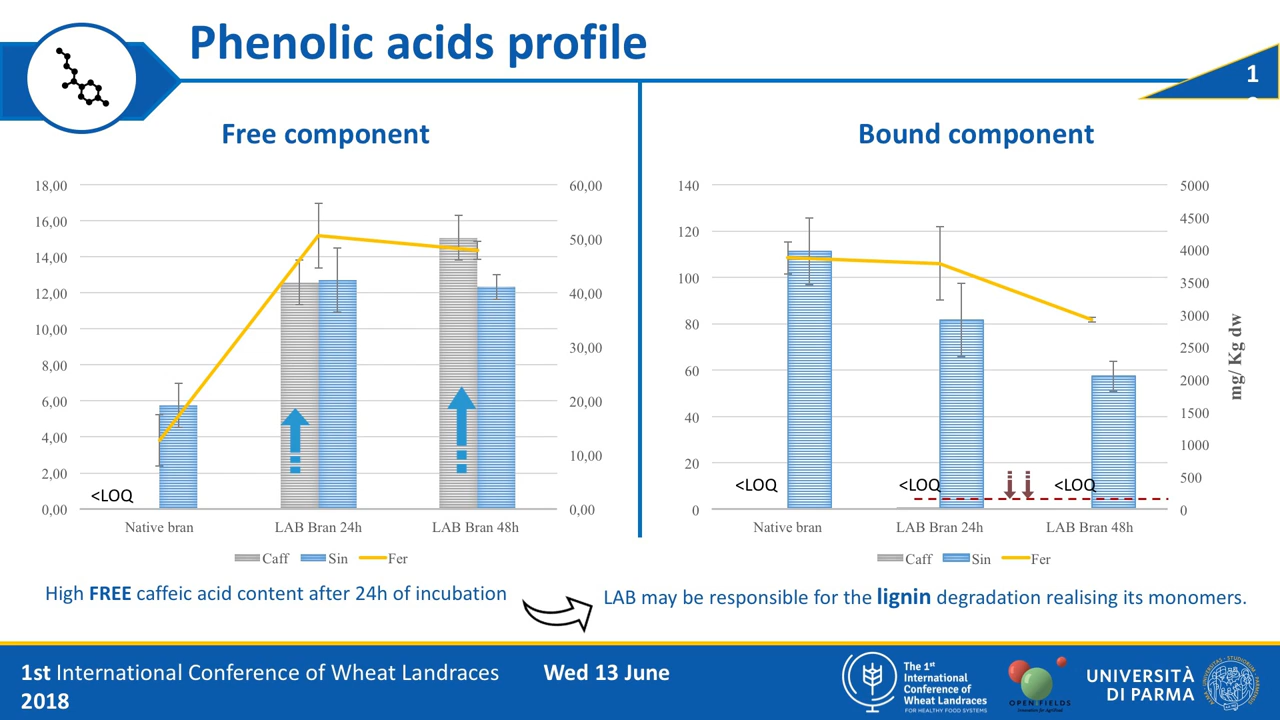 Phenolic acids profile
1
Free component
Bound component
18,00
16,00
14,00
12,00
10,00
8,00
6,00
4,00
2,00
0,00
60,00
50,00
40,00
30,00
20,00
10,00
0,00
<LOQ
Native bran
LAB Bran 24h
LAB Bran 48h
Caff
Sin
Fer
140
120
100
80
60
40
20
0
5000
4500
4000
3500
3000
2500
2000
1500
1000
500
0
mg/ Kg dw
<LOQ
<LOQ
<LOQ
Native bran
LAB Bran 24h
LAB Bran 48h
Caff
Sin
Fer
High FREE caffeic acid content after 24h of incubation
LAB may be responsible for the lignin degradation realising its monomers.
1st International Conference of Wheat Landraces
2018
Wed 13 June
The 1st
International
Conference of
Wheat Landraces
FOR HEALTHY FOOD SYSTEMS
OPEN FIELDS
UNIVERSITÀ
DI PARMA